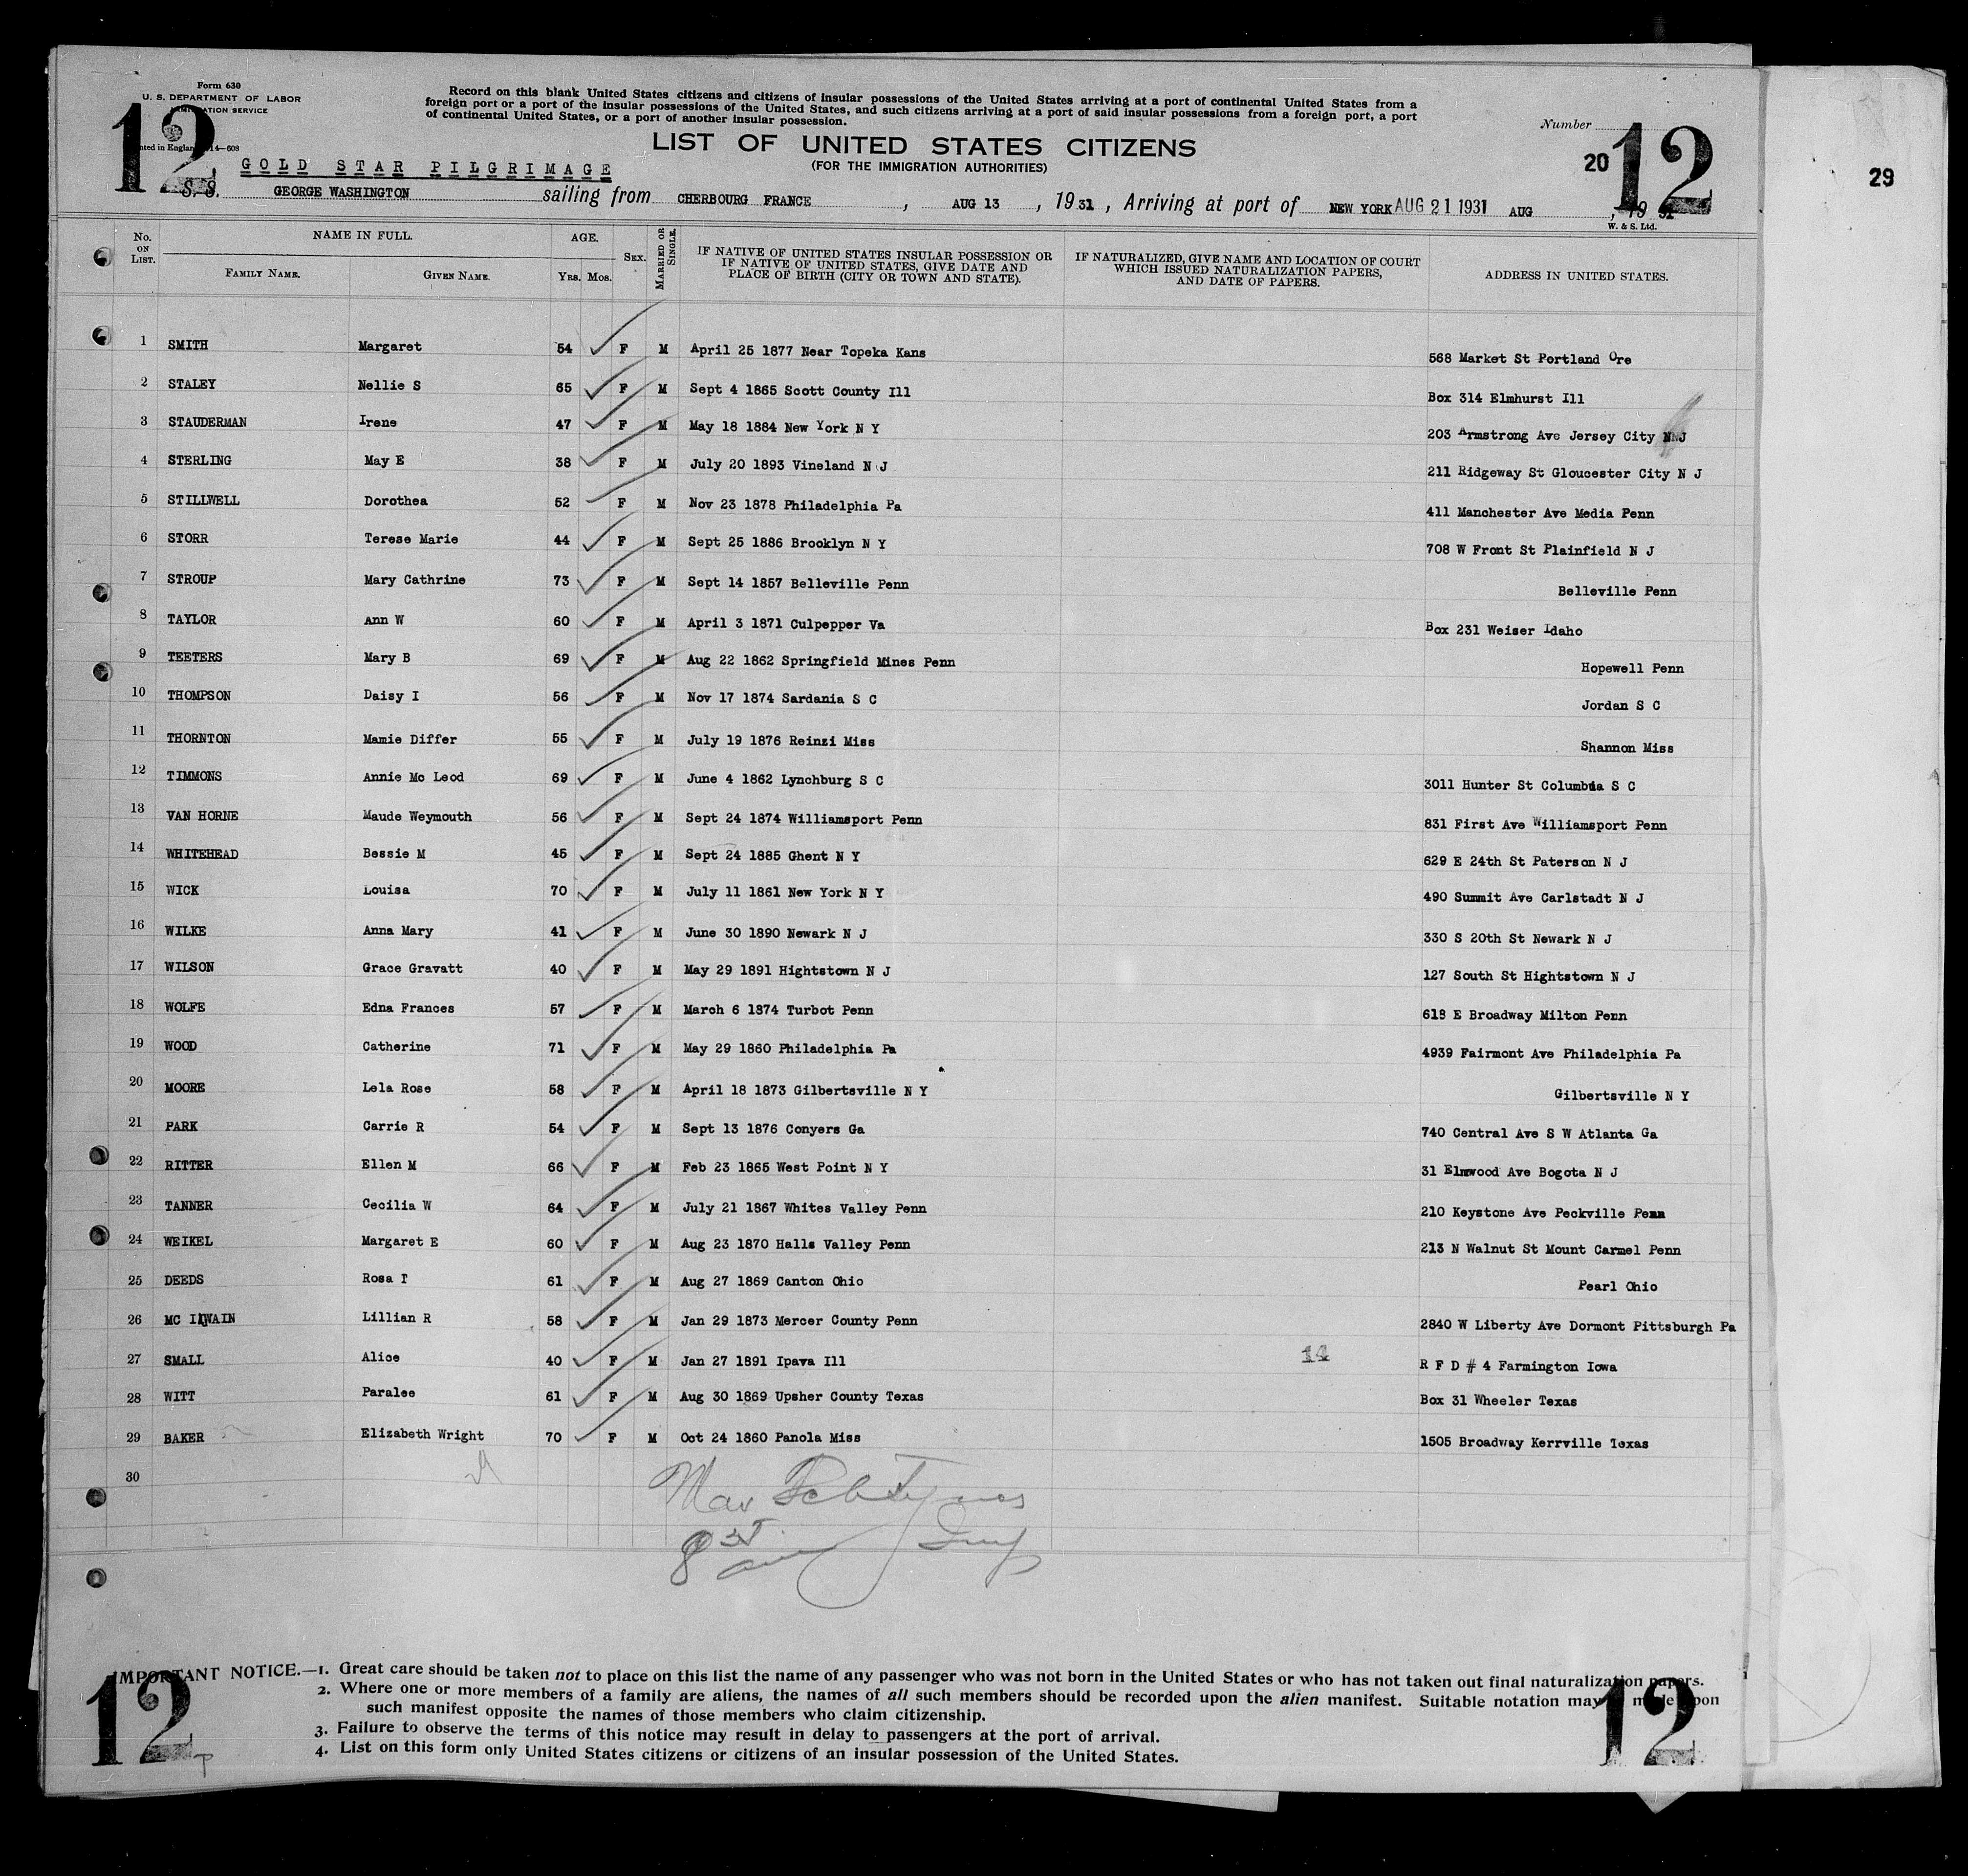 Form 630
U. S. DEPARTMENT OF LABOR
IMMIGRATION SERVICE
Printed in England 14—608
12
Record on this blank United States citizens and citizens of insular possessions of the United States arriving at a port of continental United States from a
foreign port or a port of the insular possessions of the United States, and such citizens arriving at a port of said insular possessions from a foreign port, a port
of continental United States, or a port of another insular possession.
Number
LIST OF UNITED STATES CITIZENS
(FOR THE IMMIGRATION AUTHORITIES)
20 12
29
GOLD STAR PILGRIMAGE
S. S. GEORGE WASHINGTON sailing from CHERBOURG FRANCE , AUG 13 , 1931 , Arriving at port of NEW YORK AUG 21 1931 AUG , 1931
W. & S. Ltd.
No. ON LIST. NAME IN FULL. FAMILY NAME. GIVEN NAME. AGE. YRS. MOS. SEX. MARRIED OR SINGLE. IF NATIVE OF UNITED STATES INSULAR POSSESSION OR IF NATIVE OF UNITED STATES, GIVE DATE AND PLACE OF BIRTH (CITY OR TOWN AND STATE). IF NATURALIZED, GIVE NAME AND LOCATION OF COURT WHICH ISSUED NATURALIZATION PAPERS, AND DATE OF PAPERS. ADDRESS IN UNITED STATES.
1 SMITH Margaret 54 F M April 25 1877 Near Topeka Kans 568 Market St Portland Ore
2 STALEY Nellie S 65 F M Sept 4 1865 Scott County Ill Box 314 Elmhurst Ill
3 STAUDERMAN Irene 47 F M May 18 1884 New York N Y 203 Armstrong Ave Jersey City NNJ
4 STERLING May E 38 F M July 20 1893 Vineland N J 211 Ridgeway St Gloucester City N J
5 STILLWELL Dorothea 52 F M Nov 23 1878 Philadelphia Pa 411 Manchester Ave Media Penn
6 STORR Terese Marie 44 F M Sept 25 1886 Brooklyn N Y 708 W Front St Plainfield N J
7 STROUP Mary Cathrine 73 F M Sept 14 1857 Belleville Penn Belleville Penn
8 TAYLOR Ann W 60 F M April 3 1871 Culpepper Va Box 231 Weiser Idaho
9 TEETERS Mary B 69 F M Aug 22 1862 Springfield Mines Penn Hopewell Penn
10 THOMPSON Daisy I 56 F M Nov 17 1874 Sardania S C Jordan S C
11 THORNTON Mamie Differ 55 F M July 19 1876 Reinzi Miss Shannon Miss
12 TIMMONS Annie Mc Leod 69 F M June 4 1862 Lynchburg S C 3011 Hunter St Columbia S C
13 VAN HORNE Maude Weymouth 56 F M Sept 24 1874 Williamsport Penn 831 First Ave Williamsport Penn
14 WHITEHEAD Bessie M 45 F M Sept 24 1885 Ghent N Y 629 E 24th St Paterson N J
15 WICK Louisa 70 F M July 11 1861 New York N Y 490 Summit Ave Carlstadt N J
16 WILKE Anna Mary 41 F M June 30 1890 Newark N J 330 S 20th St Newark N J
17 WILSON Grace Gravatt 40 F M May 29 1891 Hightstown N J 127 South St Hightstown N J
18 WOLFE Edna Frances 57 F M March 6 1874 Turbot Penn 618 E Broadway Milton Penn
19 WOOD Catherine 71 F M May 29 1860 Philadelphia Pa 4939 Fairmont Ave Philadelphia Pa
20 MOORE Lela Rose 58 F M April 18 1873 Gilbertsville N Y Gilbertsville N Y
21 PARK Carrie R 54 F M Sept 13 1876 Conyers Ga 740 Central Ave S W Atlanta Ga
22 RITTER Ellen M 66 F M Feb 23 1865 West Point N Y 31 Elmwood Ave Bogota N J
23 TANNER Cecilia W 64 F M July 21 1867 Whites Valley Penn 210 Keystone Ave Peckville Penn
24 WEIKEL Margaret E 60 F M Aug 23 1870 Halls Valley Penn 213 N Walnut St Mount Carmel Penn
25 DEEDS Rosa T 61 F M Aug 27 1869 Canton Ohio Pearl Ohio
26 MC ILWAIN Lillian R 58 F M Jan 29 1873 Mercer County Penn 2840 W Liberty Ave Dormont Pittsburgh Pa
27 SMALL Alice 40 F M Jan 27 1891 Ipava Ill 14 R F D # 4 Farmington Iowa
28 WITT Paralee 61 F M Aug 30 1869 Upsher County Texas Box 31 Wheeler Texas
29 BAKER Elizabeth Wright 70 F M Oct 24 1860 Panola Miss 1505 Broadway Kerrville Texas
30
IMPORTANT NOTICE.—1. Great care should be taken not to place on this list the name of any passenger who was not born in the United States or who has not taken out final naturalization papers.
2. Where one or more members of a family are aliens, the names of all such members should be recorded upon the alien manifest. Suitable notation may be made upon
such manifest opposite the names of those members who claim citizenship.
3. Failure to observe the terms of this notice may result in delay to passengers at the port of arrival.
4. List on this form only United States citizens or citizens of an insular possession of the United States.
12 12